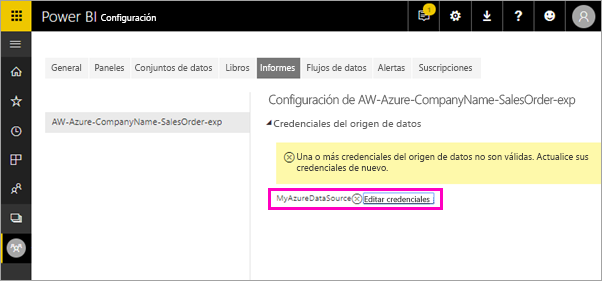 Power BI Configuración
1
General Paneles Conjuntos de datos Libros Informes Flujos de datos Alertas Suscripciones
AW-Azure-CompanyName-SalesOrder-exp
Configuración de AW-Azure-CompanyName-SalesOrder-exp
Credenciales del origen de datos
Una o más credenciales del origen de datos no son válidas. Actualice sus
credenciales de nuevo.
MyAzureDataSource Editar credenciales